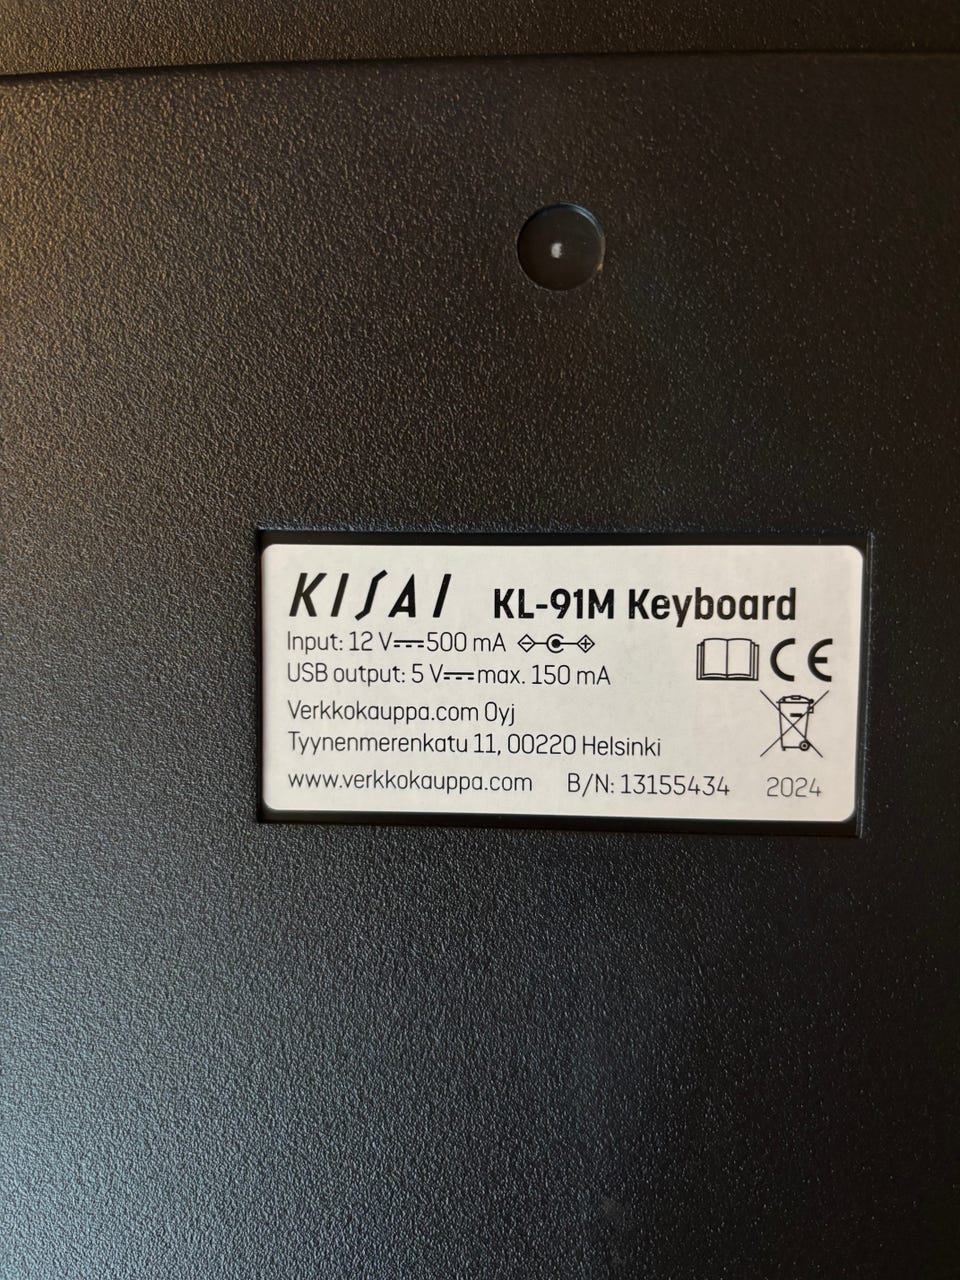 KISAI KL-91M Keyboard
Input: 12 V⎓500 mA
USB output: 5 V⎓max. 150 mA
CE
Verkkokauppa.com Oyj
Tyynenmerenkatu 11, 00220 Helsinki
www.verkkokauppa.com B/N: 13155434 2024